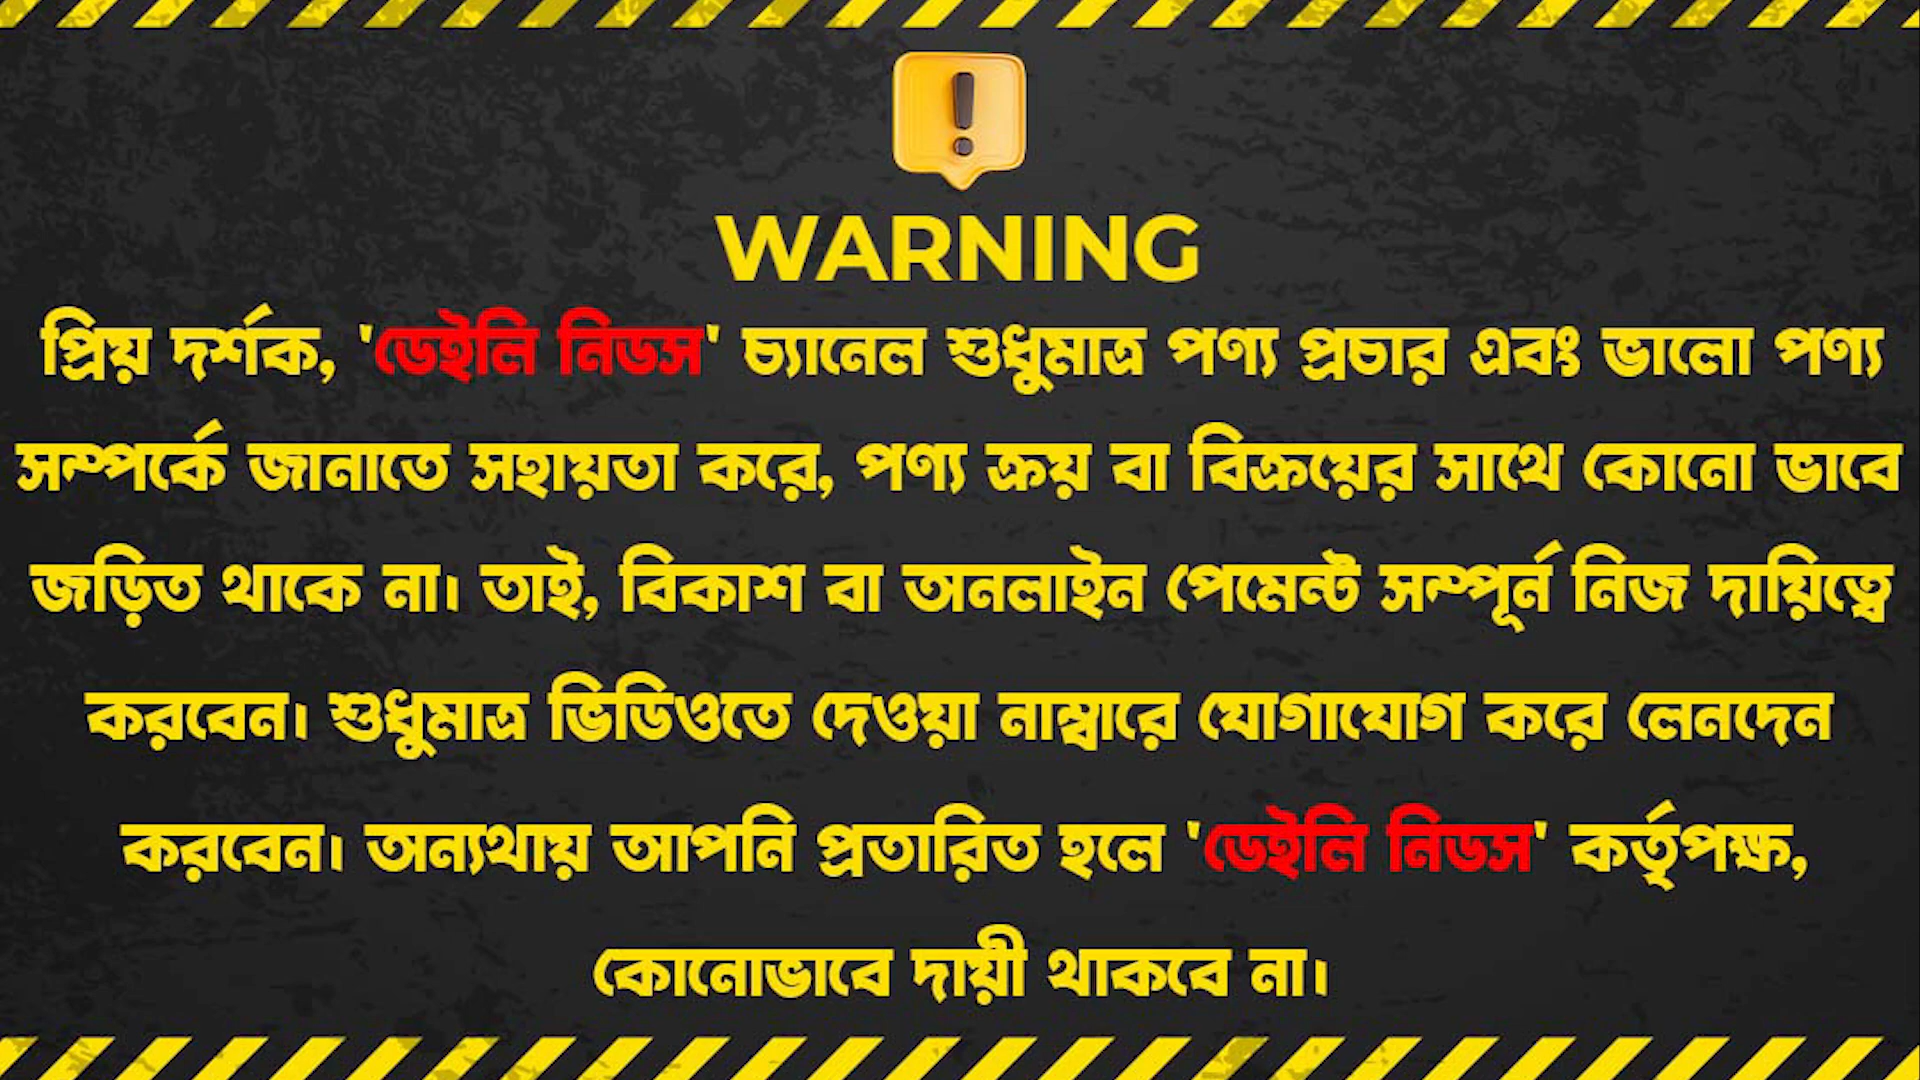 WARNING
প্রিয় দর্শক, 'ডেইলি নিডস' চ্যানেল শুধুমাত্র পণ্য প্রচার এবং ভালো পণ্য
সম্পর্কে জানাতে সহায়তা করে, পণ্য ক্রয় বা বিক্রয়ের সাথে কোনো ভাবে
জড়িত থাকে না। তাই, বিকাশ বা অনলাইন পেমেন্ট সম্পূর্ন নিজ দায়িত্বে
করবেন। শুধুমাত্র ভিডিওতে দেওয়া নাম্বারে যোগাযোগ করে লেনদেন
করবেন। অন্যথায় আপনি প্রতারিত হলে 'ডেইলি নিডস' কর্তৃপক্ষ,
কোনোভাবে দায়ী থাকবে না।